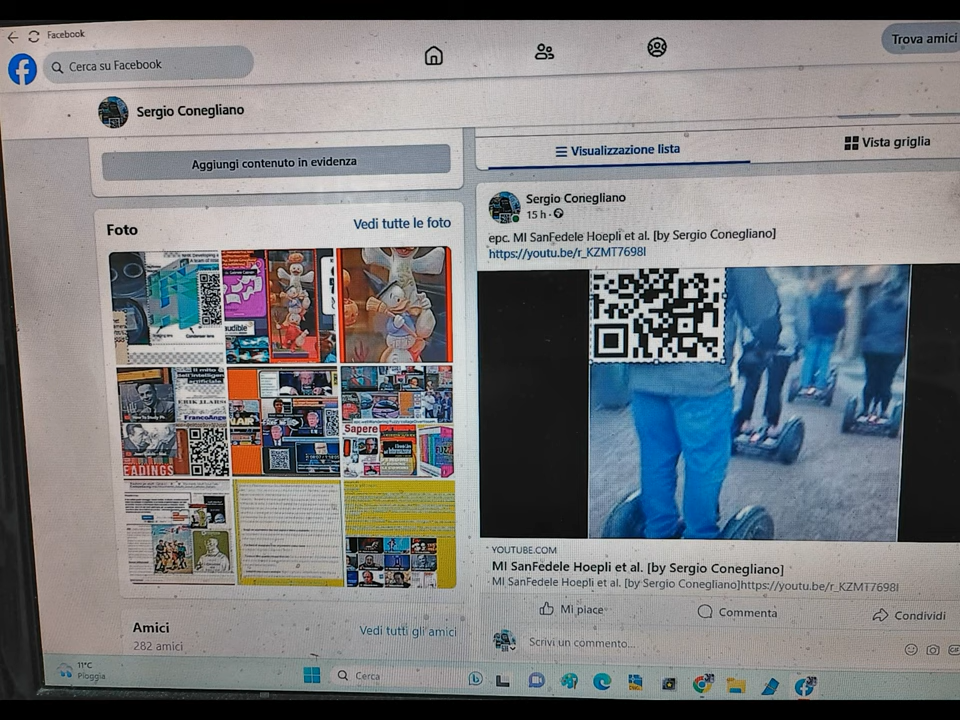 Facebook
Cerca su Facebook
Trova amici
Sergio Conegliano
Aggiungi contenuto in evidenza
Visualizzazione lista
Vista griglia
Foto
Vedi tutte le foto
Sergio Conegliano
15 h
epc. MI SanFedele Hoepli et al. [by Sergio Conegliano]
https://youtu.be/r_KZMT7698I
audible
Sapere
EADINGS
YOUTUBE.COM
MI SanFedele Hoepli et al. [by Sergio Conegliano]
MI SanFedele Hoepli et al. [by Sergio Conegliano]https://youtu.be/r_KZMT7698I
Mi piace
Commenta
Condividi
Scrivi un commento...
Amici
Vedi tutti gli amici
282 amici
11°C
Pioggia
Cerca